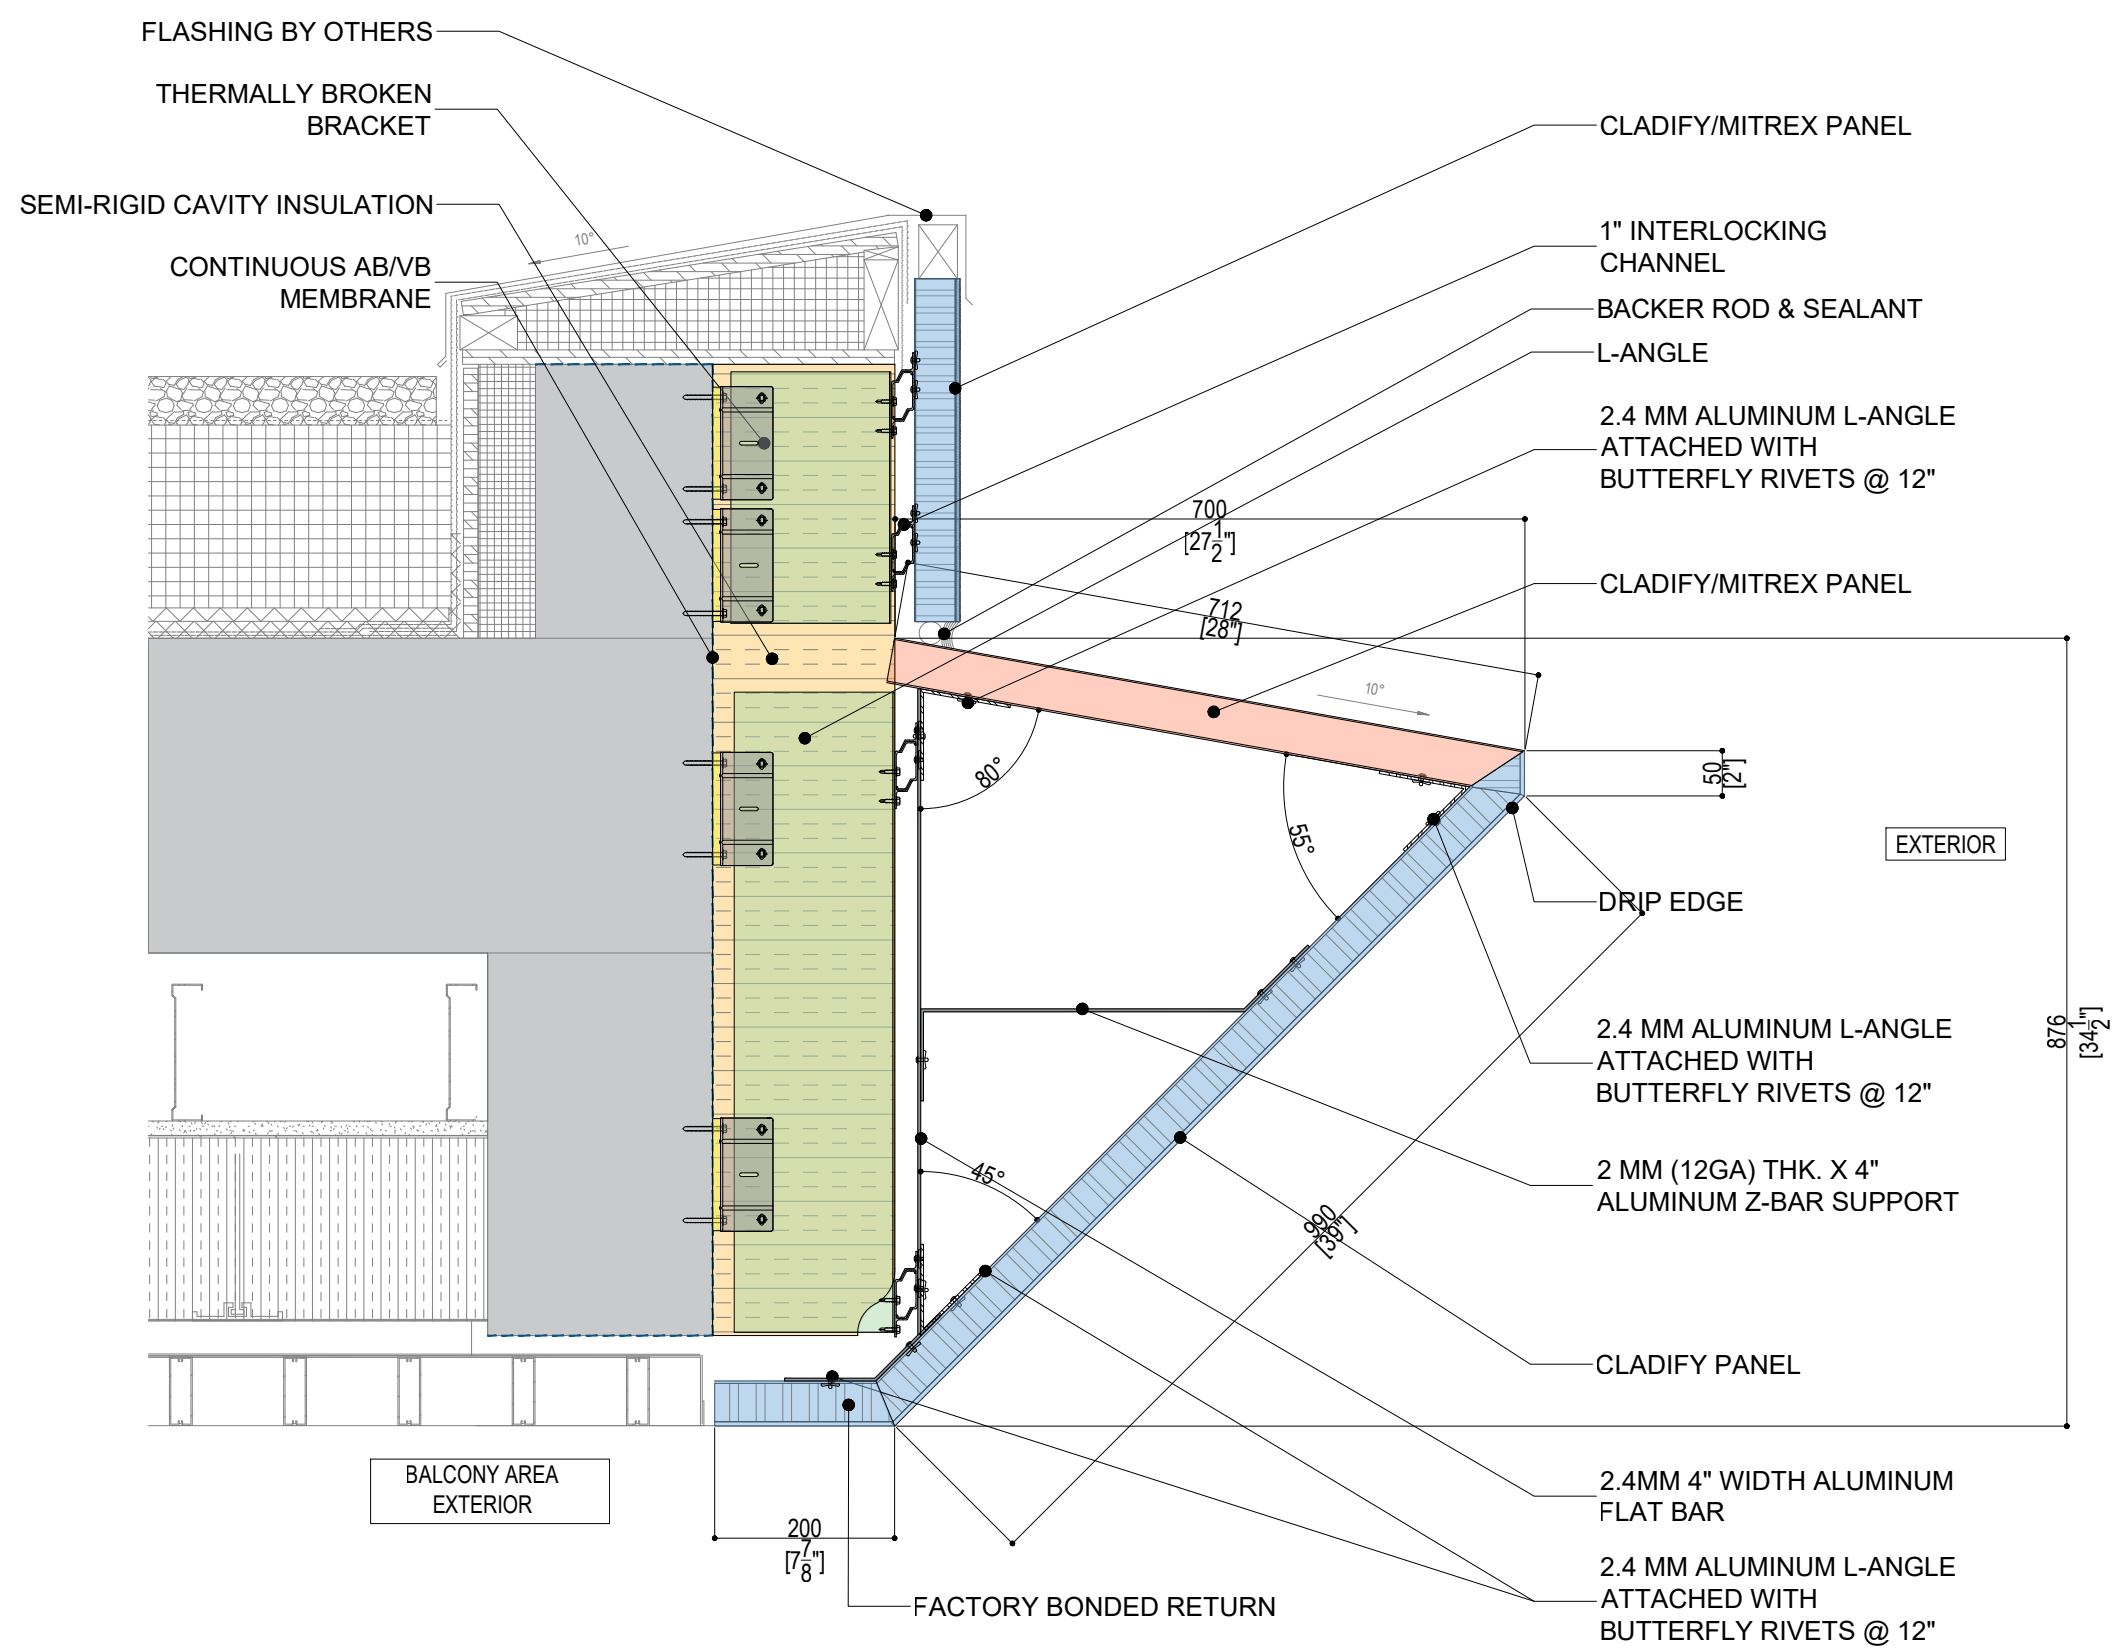 FLASHING BY OTHERS
THERMALLY BROKEN
BRACKET
SEMI-RIGID CAVITY INSULATION
CONTINUOUS AB/VB
MEMBRANE
10°
CLADIFY/MITREX PANEL
1" INTERLOCKING
CHANNEL
BACKER ROD & SEALANT
L-ANGLE
2.4 MM ALUMINUM L-ANGLE
ATTACHED WITH
BUTTERFLY RIVETS @ 12"
700
[27 1/2"]
CLADIFY/MITREX PANEL
712
[28"]
10°
80°
55°
50
[2"]
EXTERIOR
DRIP EDGE
2.4 MM ALUMINUM L-ANGLE
ATTACHED WITH
BUTTERFLY RIVETS @ 12"
876
[34 1/2"]
2 MM (12GA) THK. X 4"
ALUMINUM Z-BAR SUPPORT
45°
990
[39"]
CLADIFY PANEL
BALCONY AREA
EXTERIOR
200
[7 7/8"]
2.4MM 4" WIDTH ALUMINUM
FLAT BAR
2.4 MM ALUMINUM L-ANGLE
ATTACHED WITH
BUTTERFLY RIVETS @ 12"
FACTORY BONDED RETURN